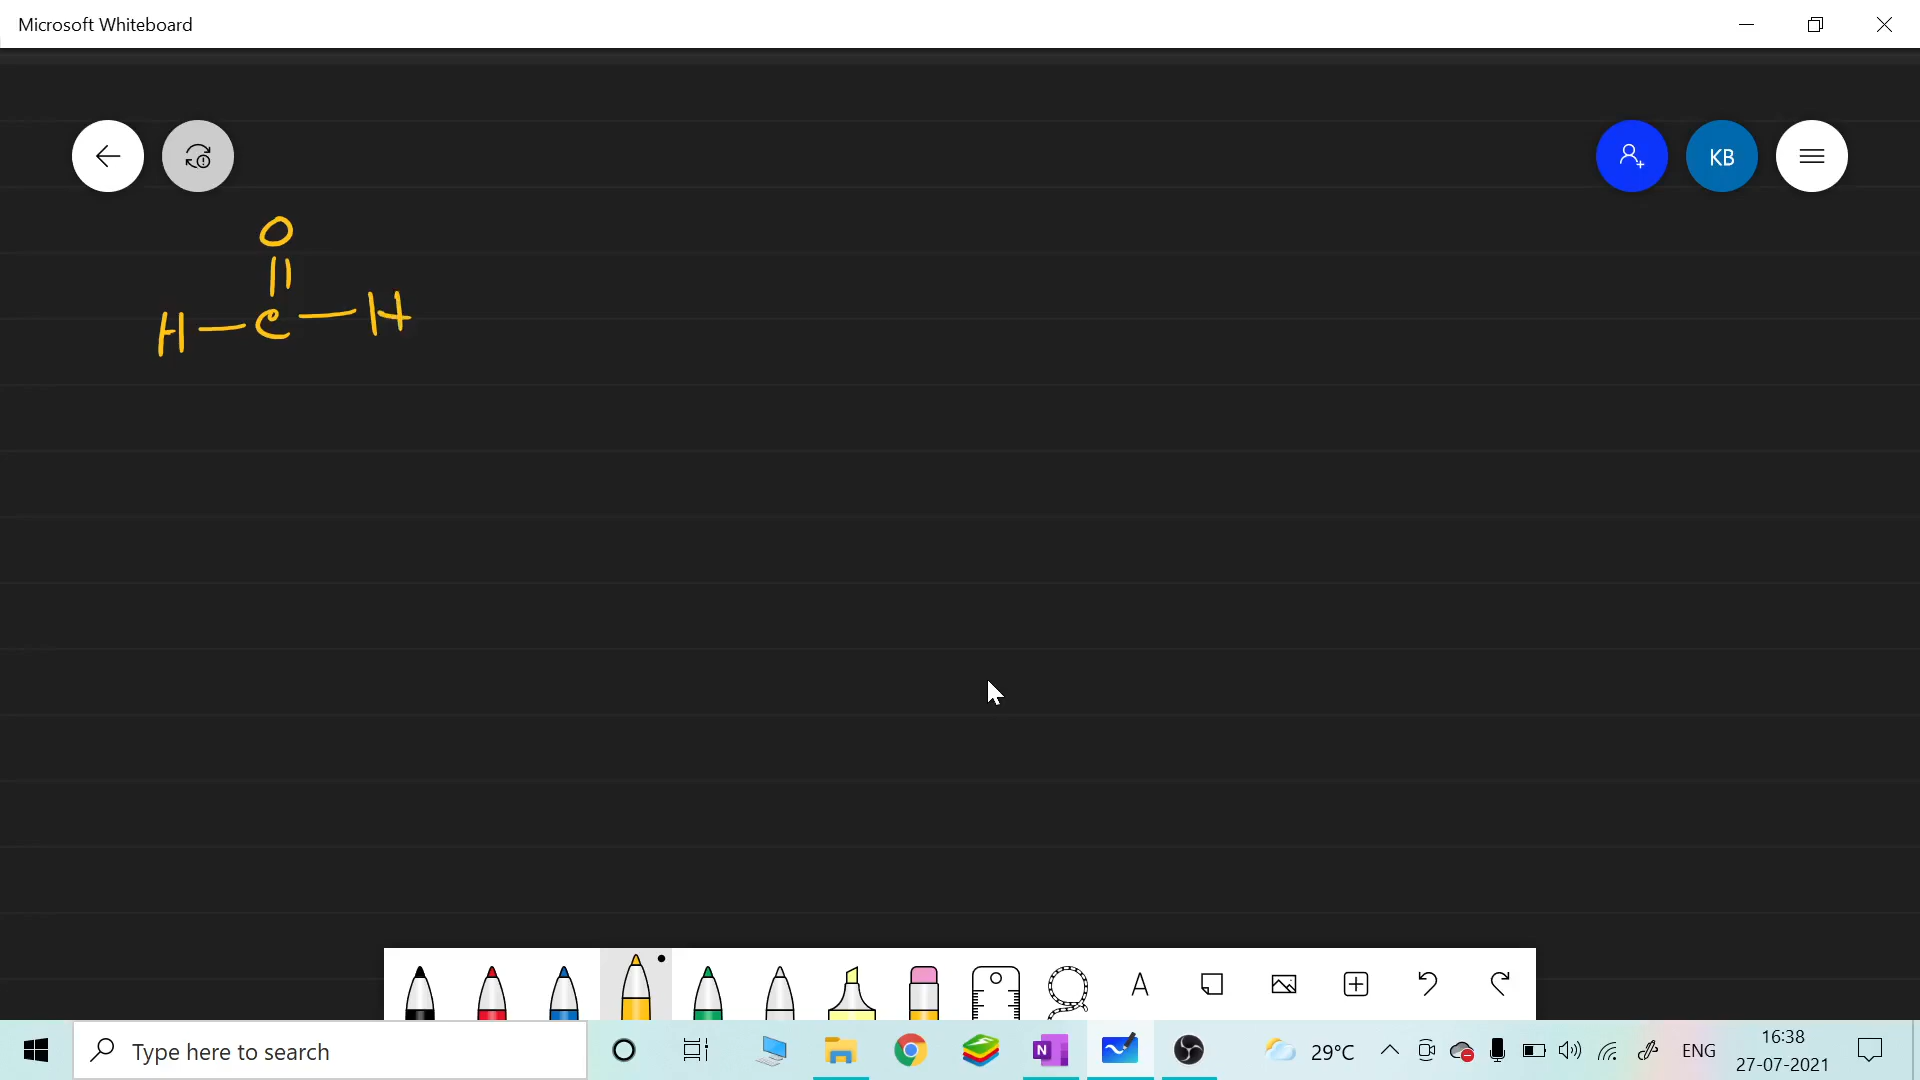 Microsoft Whiteboard
KB
O
||
H — C — H
A
Type here to search
N
29°C
ENG
16:38
27-07-2021